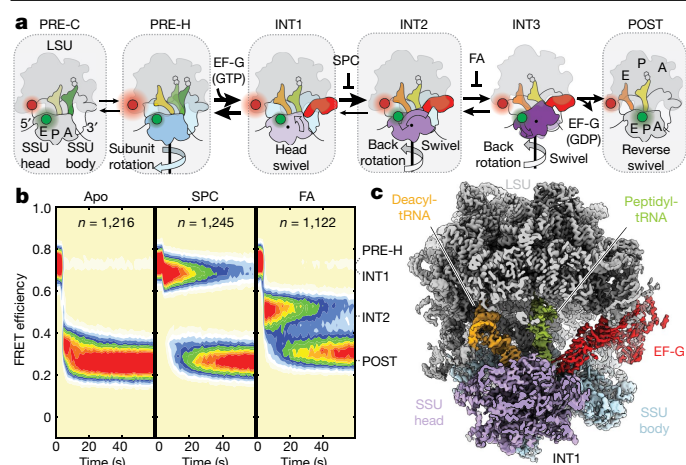 a
PRE-C PRE-H INT1 INT2 INT3 POST
LSU
EF-G
(GTP)
SPC
FA
E P A
5′ 3′
E P A
SSU
head
SSU
body
Subunit
rotation
Head
swivel
Back
rotation
Swivel
Back
rotation
Swivel
EF-G
(GDP)
Reverse
swivel
b
Apo SPC FA
n = 1,216 n = 1,245 n = 1,122
FRET efficiency
1.0
0.8
0.6
0.4
0.2
0
PRE-H
INT1
INT2
POST
0 20 40 0 20 40 0 20 40
Time (s) Time (s) Time (s)
c
LSU
Deacyl-
tRNA
Peptidyl-
tRNA
EF-G
SSU
head
SSU
body
INT1